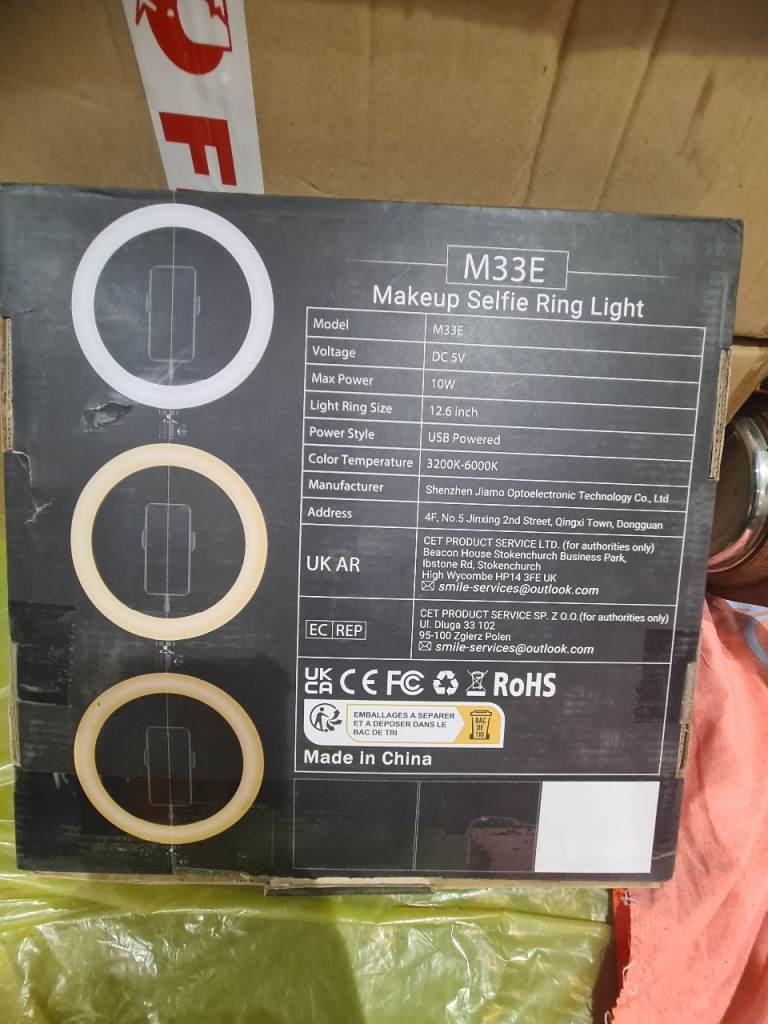 F
M33E
Makeup Selfie Ring Light
Model M33E
Voltage DC 5V
Max Power 10W
Light Ring Size 12.6 inch
Power Style USB Powered
Color Temperature 3200K-6000K
Manufacturer Shenzhen Jiamo Optoelectronic Technology Co., Ltd
Address 4F, No.5 Jinxing 2nd Street, Qingxi Town, Dongguan
UK AR
CET PRODUCT SERVICE LTD. (for authorities only)
Beacon House Stokenchurch Business Park,
Ibstone Rd, Stokenchurch
High Wycombe HP14 3FE UK
smile-services@outlook.com
EC REP
CET PRODUCT SERVICE SP. Z O.O.(for authorities only)
Ul. Dluga 33 102
95-100 Zgierz Polen
smile-services@outlook.com
UK
CA CE FC RoHS
EMBALLAGES A SEPARER
ET A DEPOSER DANS LE
BAC DE TRI
BAC
DE
TRI
Made in China